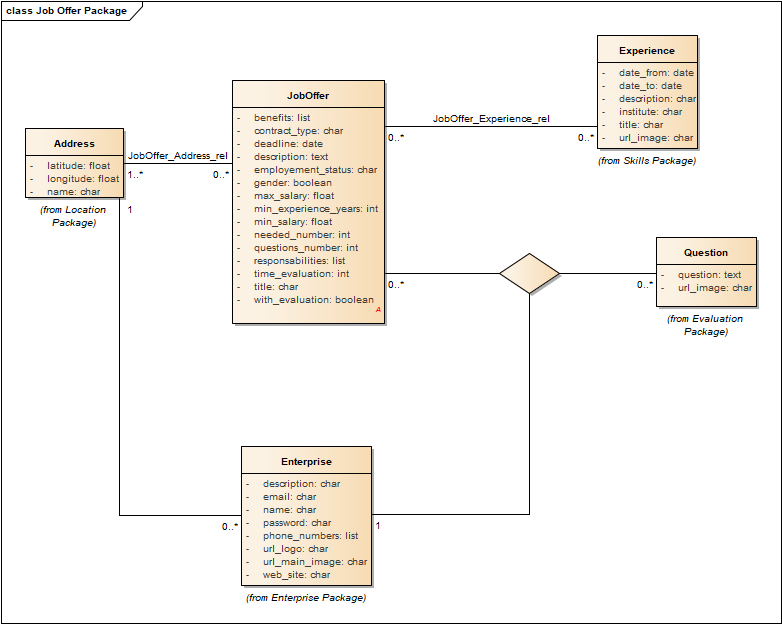 class Job Offer Package
Experience
- date_from: date
- date_to: date
- description: char
- institute: char
- title: char
- url_image: char
(from Skills Package)
JobOffer
- benefits: list
- contract_type: char
- deadline: date
- description: text
- employement_status: char
- gender: boolean
- max_salary: float
- min_experience_years: int
- min_salary: float
- needed_number: int
- questions_number: int
- responsabilities: list
- time_evaluation: int
- title: char
- with_evaluation: boolean
A
JobOffer_Experience_rel
0..*
0..*
Address
- latitude: float
- longitude: float
- name: char
(from Location
Package)
JobOffer_Address_rel
1..*
0..*
1
Question
- question: text
- url_image: char
(from Evaluation
Package)
0..*
0..*
Enterprise
- description: char
- email: char
- name: char
- password: char
- phone_numbers: list
- url_logo: char
- url_main_image: char
- web_site: char
(from Enterprise Package)
0..*
1